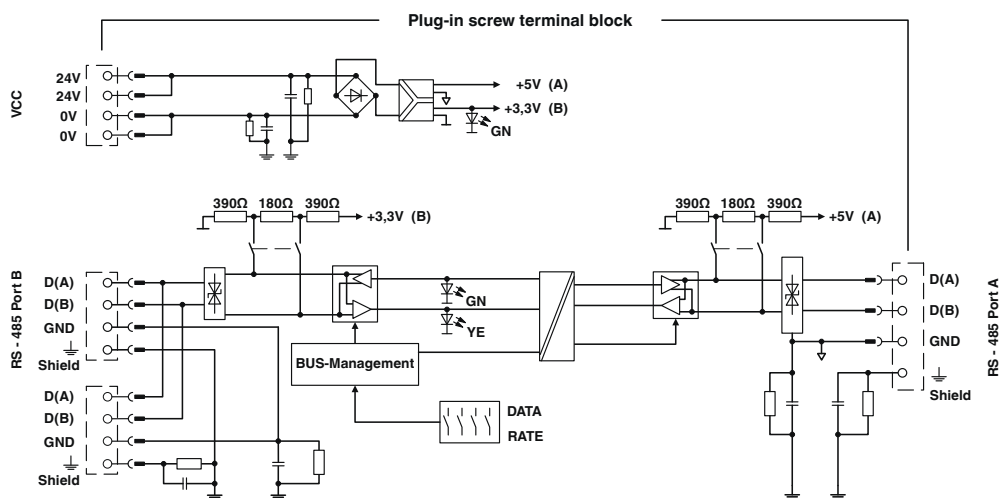 Plug-in screw terminal block
VCC
24V
24V
0V
0V
+5V (A)
+3,3V (B)
GN
390Ω 180Ω 390Ω
+3,3V (B)
390Ω 180Ω 390Ω
+5V (A)
RS - 485 Port B
D(A)
D(B)
GND
Shield
D(A)
D(B)
GND
Shield
GN
YE
BUS-Management
DATA
RATE
D(A)
D(B)
GND
Shield
RS - 485 Port A